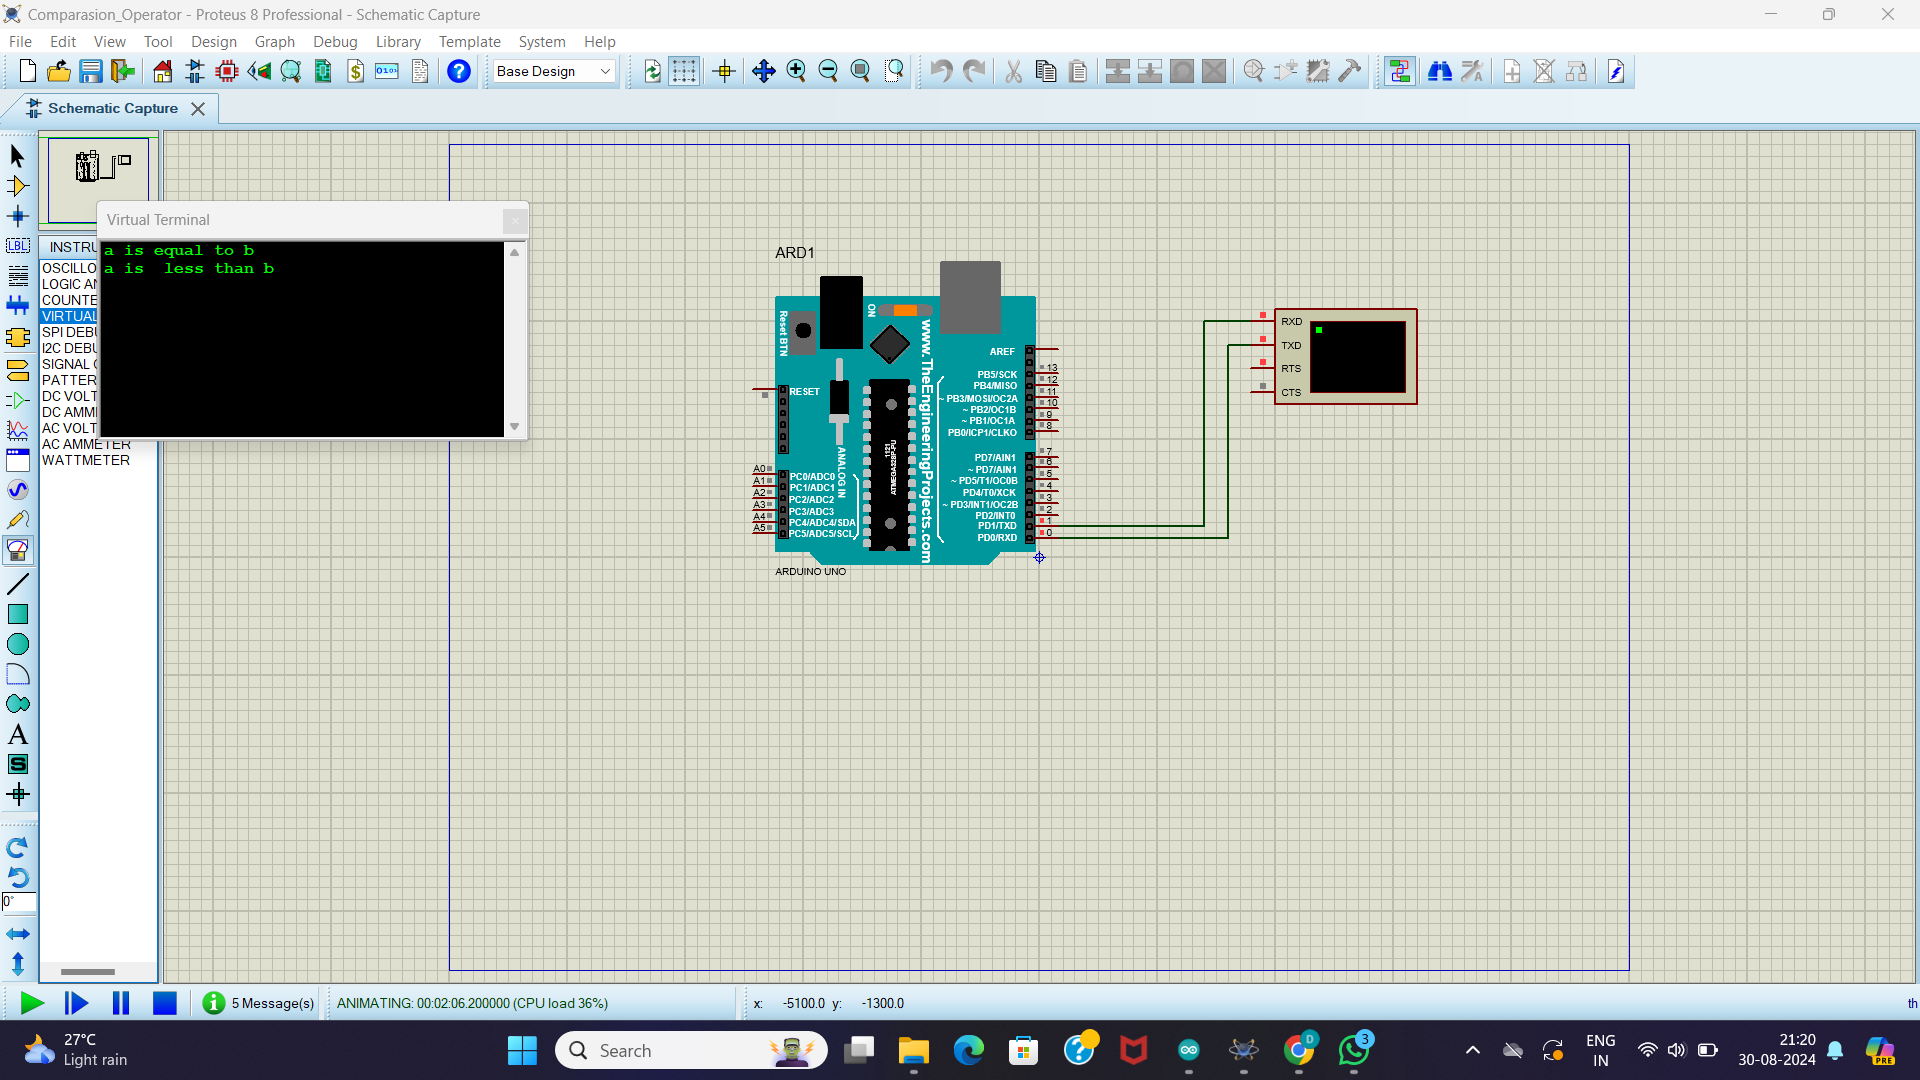 Comparasion_Operator - Proteus 8 Professional - Schematic Capture
File Edit View Tool Design Graph Debug Library Template System Help
Base Design
Schematic Capture
Virtual Terminal
a is equal to b
a is  less than b
INSTRU
OSCILLO
LOGIC AN
COUNTE
VIRTUAL
SPI DEBU
I2C DEBU
SIGNAL G
PATTER
DC VOLT
DC AMM
AC VOLT
AC AMMETER
WATTMETER
LBL
A
S
0°
ARD1
Reset BTN
ON
www.TheEngineeringProjects.com
RESET
AREF
PB5/SCK 13
PB4/MISO 12
~ PB3/MOSI/OC2A 11
~ PB2/OC1B 10
~ PB1/OC1A 9
PB0/ICP1/CLKO 8
PD7/AIN1 7
~ PD7/AIN1 6
~ PD5/T1/OC0B 5
PD4/T0/XCK 4
~ PD3/INT1/OC2B 3
PD2/INT0 2
PD1/TXD 1
PD0/RXD 0
ANALOG IN
1121
ATMEGA328P-PU
A0 PC0/ADC0
A1 PC1/ADC1
A2 PC2/ADC2
A3 PC3/ADC3
A4 PC4/ADC4/SDA
A5 PC5/ADC5/SCL
ARDUINO UNO
RXD
TXD
RTS
CTS
5 Message(s)
ANIMATING: 00:02:06.200000 (CPU load 36%)
x: -5100.0 y: -1300.0
th
27°C
Light rain
Search
D
3
ENG
IN
21:20
30-08-2024
PRE